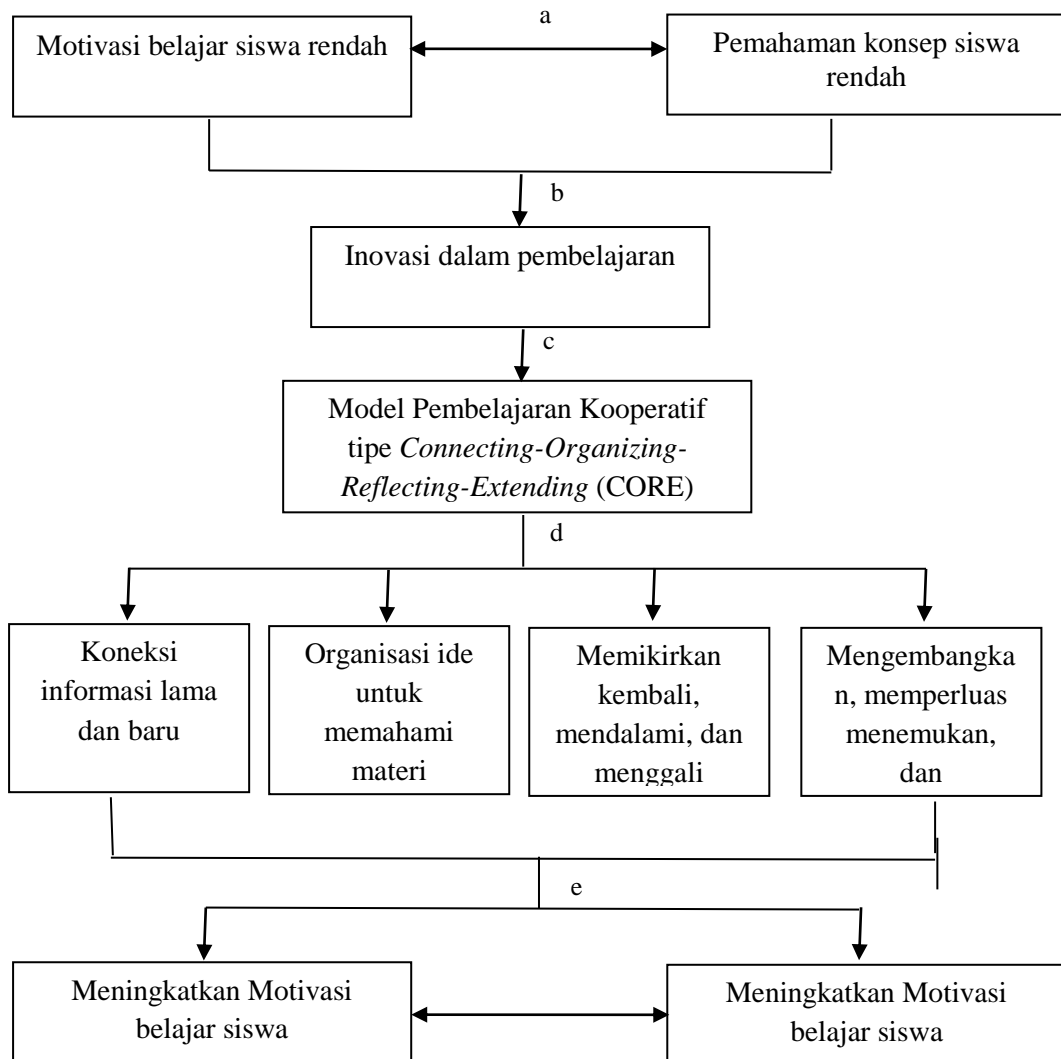 a
Motivasi belajar siswa rendah
Pemahaman konsep siswa
rendah
b
Inovasi dalam pembelajaran
c
Model Pembelajaran Kooperatif
tipe Connecting-Organizing-
Reflecting-Extending (CORE)
d
Koneksi
informasi lama
dan baru
Organisasi ide
untuk
memahami
materi
Memikirkan
kembali,
mendalami, dan
menggali
Mengembangka
n, memperluas
menemukan,
dan
e
Meningkatkan Motivasi
belajar siswa
Meningkatkan Motivasi
belajar siswa